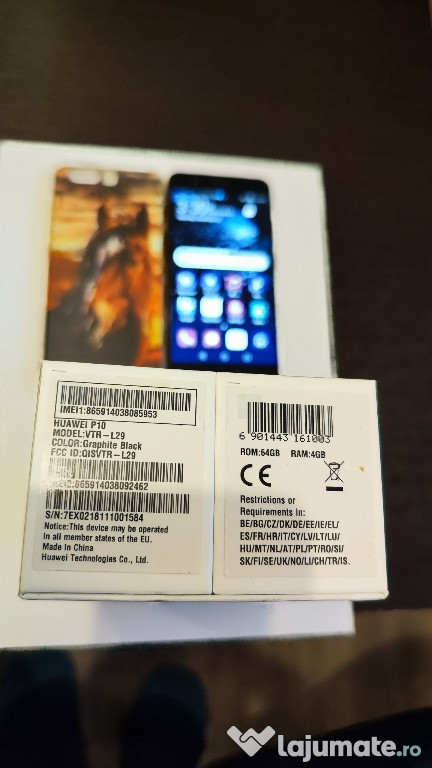 IMEI1:865914038085953
HUAWEI P10
MODEL:VTR-L29
COLOR:Graphite Black
FCC ID:QISVTR-L29
IMEI2:865914038092462
S/N:7EX0218111001584
Notice:This device may be operated
in all member states of the EU.
Made in China
Huawei Technologies Co., Ltd.
6 901443 161003
ROM:64GB RAM:4GB
CE
Restrictions or
Requirements in:
BE/BG/CZ/DK/DE/EE/IE/EL/
ES/FR/HR/IT/CY/LV/LT/LU/
HU/MT/NL/AT/PL/PT/RO/SI/
SK/FI/SE/UK/NO/LI/CH/TR/IS.
lajumate.ro